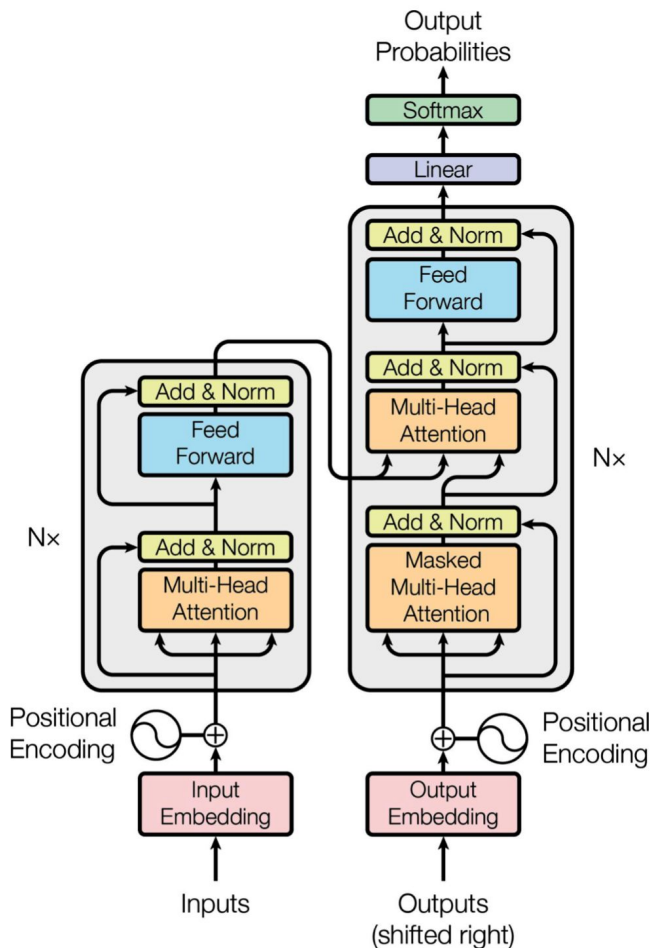 Output
Probabilities
Softmax
Linear
Add & Norm
Feed
Forward
Add & Norm
Multi-Head
Attention
Add & Norm
Masked
Multi-Head
Attention
Nx
Add & Norm
Feed
Forward
Add & Norm
Multi-Head
Attention
Nx
Positional
Encoding
Positional
Encoding
Input
Embedding
Output
Embedding
Inputs
Outputs
(shifted right)